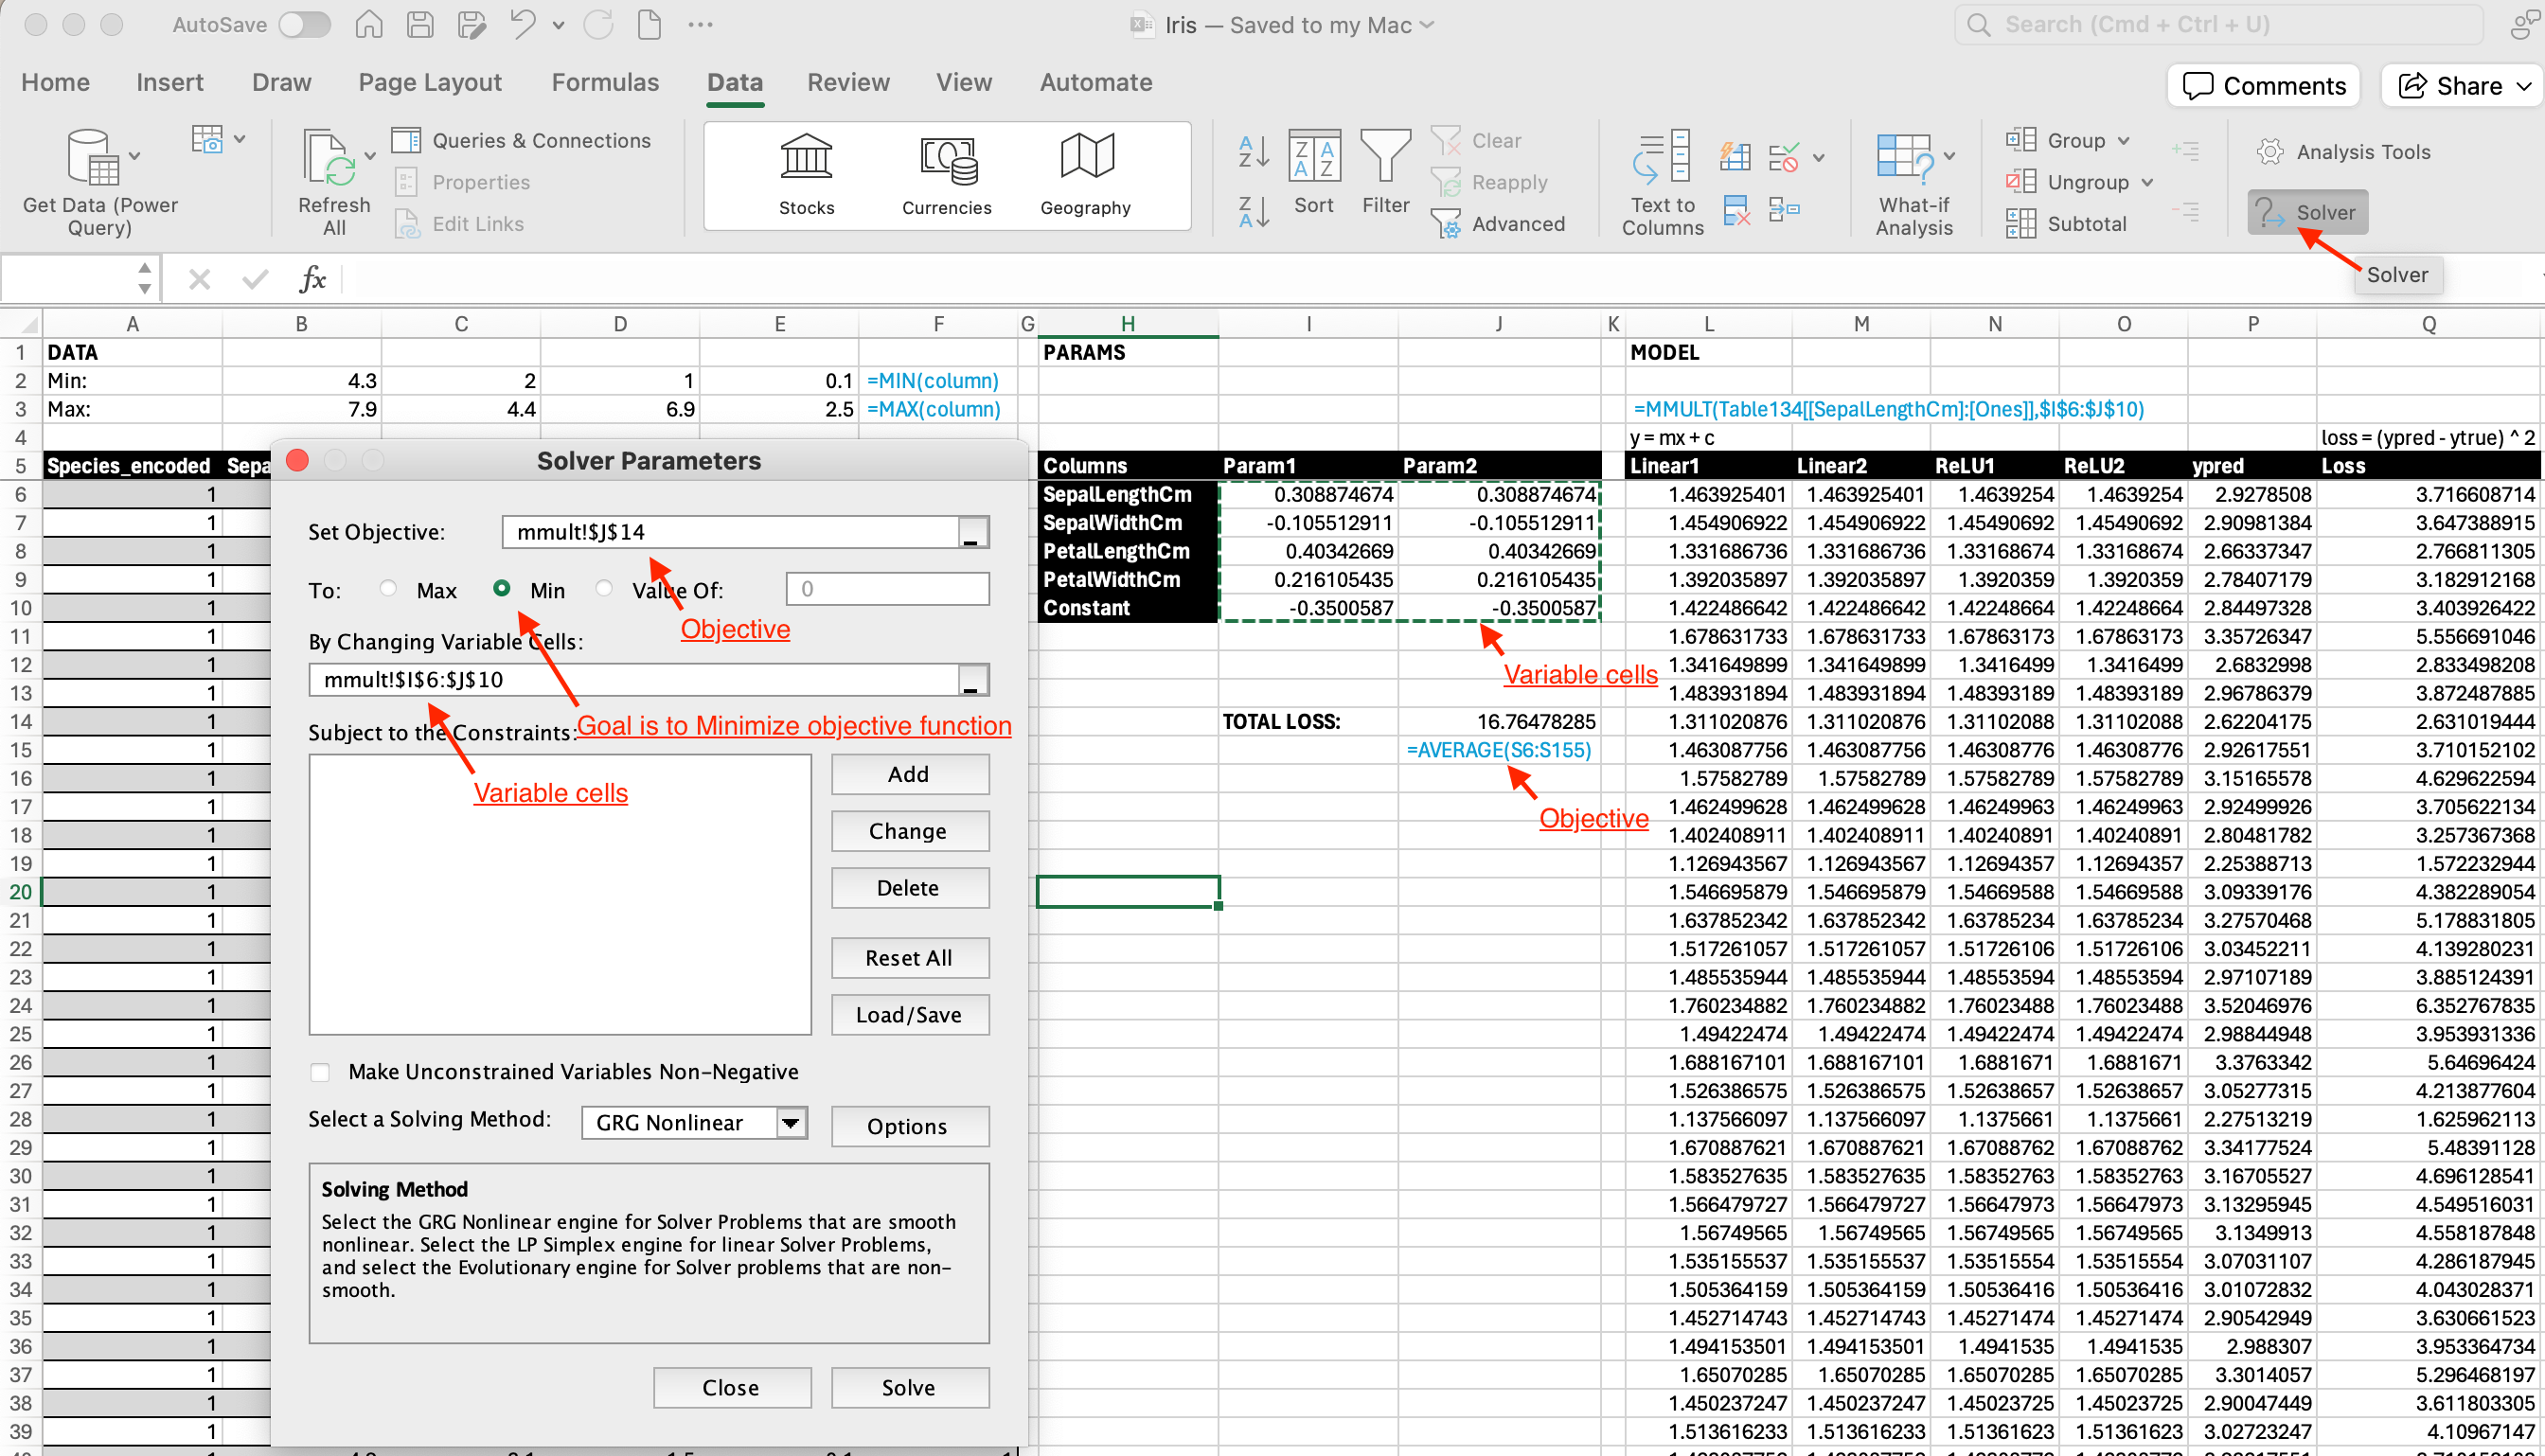 AutoSave
Iris — Saved to my Mac
Search (Cmd + Ctrl + U)
Home Insert Draw Page Layout Formulas Data Review View Automate
Comments Share
Get Data (Power Query)
Refresh All
Queries & Connections
Properties
Edit Links
Stocks Currencies Geography
Sort Filter
Clear
Reapply
Advanced
Text to Columns
What-if Analysis
Group
Ungroup
Subtotal
Analysis Tools
Solver
Solver
fx
A B C D E F G H I J K L M N O P Q
1 DATA PARAMS MODEL
2 Min: 4.3 2 1 0.1 =MIN(column)
3 Max: 7.9 4.4 6.9 2.5 =MAX(column) =MMULT(Table134[[SepalLengthCm]:[Ones]],$I$6:$J$10)
4 y = mx + c loss = (ypred - ytrue) ^ 2
5 Species_encoded Sepa Columns Param1 Param2 Linear1 Linear2 ReLU1 ReLU2 ypred Loss
6 1 SepalLengthCm 0.308874674 0.308874674 1.463925401 1.463925401 1.4639254 1.4639254 2.9278508 3.716608714
7 1 SepalWidthCm -0.105512911 -0.105512911 1.454906922 1.454906922 1.45490692 1.45490692 2.90981384 3.647388915
8 1 PetalLengthCm 0.40342669 0.40342669 1.331686736 1.331686736 1.33168674 1.33168674 2.66337347 2.766811305
9 1 PetalWidthCm 0.216105435 0.216105435 1.392035897 1.392035897 1.3920359 1.3920359 2.78407179 3.182912168
10 1 Constant -0.3500587 -0.3500587 1.422486642 1.422486642 1.42248664 1.42248664 2.84497328 3.403926422
11 1 1.678631733 1.678631733 1.67863173 1.67863173 3.35726347 5.556691046
12 1 Variable cells 1.341649899 1.341649899 1.3416499 1.3416499 2.6832998 2.833498208
13 1 1.483931894 1.483931894 1.48393189 1.48393189 2.96786379 3.872487885
14 1 TOTAL LOSS: 16.76478285 1.311020876 1.311020876 1.31102088 1.31102088 2.62204175 2.631019444
15 1 =AVERAGE(S6:S155) 1.463087756 1.463087756 1.46308776 1.46308776 2.92617551 3.710152102
16 1 1.57582789 1.57582789 1.57582789 1.57582789 3.15165578 4.629622594
17 1 Objective 1.462499628 1.462499628 1.46249963 1.46249963 2.92499926 3.705622134
18 1 1.402408911 1.402408911 1.40240891 1.40240891 2.80481782 3.257367368
19 1 1.126943567 1.126943567 1.12694357 1.12694357 2.25388713 1.572232944
20 1 1.546695879 1.546695879 1.54669588 1.54669588 3.09339176 4.382289054
21 1 1.637852342 1.637852342 1.63785234 1.63785234 3.27570468 5.178831805
22 1 1.517261057 1.517261057 1.51726106 1.51726106 3.03452211 4.139280231
23 1 1.485535944 1.485535944 1.48553594 1.48553594 2.97107189 3.885124391
24 1 1.760234882 1.760234882 1.76023488 1.76023488 3.52046976 6.352767835
25 1 1.49422474 1.49422474 1.49422474 1.49422474 2.98844948 3.953931336
26 1 1.688167101 1.688167101 1.6881671 1.6881671 3.3763342 5.64696424
27 1 1.526386575 1.526386575 1.52638657 1.52638657 3.05277315 4.213877604
28 1 1.137566097 1.137566097 1.1375661 1.1375661 2.27513219 1.625962113
29 1 1.670887621 1.670887621 1.67088762 1.67088762 3.34177524 5.48391128
30 1 1.583527635 1.583527635 1.58352763 1.58352763 3.16705527 4.696128541
31 1 1.566479727 1.566479727 1.56647973 1.56647973 3.13295945 4.549516031
32 1 1.56749565 1.56749565 1.56749565 1.56749565 3.1349913 4.558187848
33 1 1.535155537 1.535155537 1.53515554 1.53515554 3.07031107 4.286187945
34 1 1.505364159 1.505364159 1.50536416 1.50536416 3.01072832 4.043028371
35 1 1.452714743 1.452714743 1.45271474 1.45271474 2.90542949 3.630661523
36 1 1.494153501 1.494153501 1.4941535 1.4941535 2.988307 3.953364734
37 1 1.65070285 1.65070285 1.65070285 1.65070285 3.3014057 5.296468197
38 1 1.450237247 1.450237247 1.45023725 1.45023725 2.90047449 3.611803305
39 1 1.513616233 1.513616233 1.51361623 1.51361623 3.02723247 4.10967147
Solver Parameters
Set Objective: mmult!$J$14
To: Max Min Value Of: 0
Objective
By Changing Variable Cells:
mmult!$I$6:$J$10
Goal is to Minimize objective function
Subject to the Constraints:
Variable cells
Add
Change
Delete
Reset All
Load/Save
Make Unconstrained Variables Non-Negative
Select a Solving Method: GRG Nonlinear Options
Solving Method
Select the GRG Nonlinear engine for Solver Problems that are smooth
nonlinear. Select the LP Simplex engine for linear Solver Problems,
and select the Evolutionary engine for Solver problems that are non-
smooth.
Close Solve